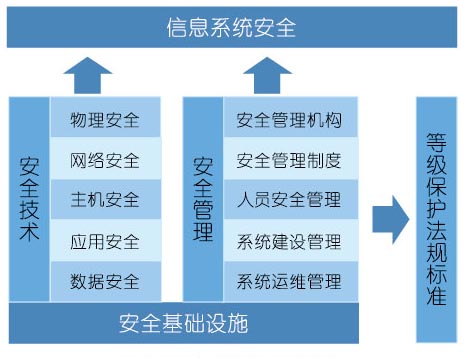 信息系统安全
安全技术
物理安全
网络安全
主机安全
应用安全
数据安全
安全管理
安全管理机构
安全管理制度
人员安全管理
系统建设管理
系统运维管理
等级保护法规标准
安全基础设施